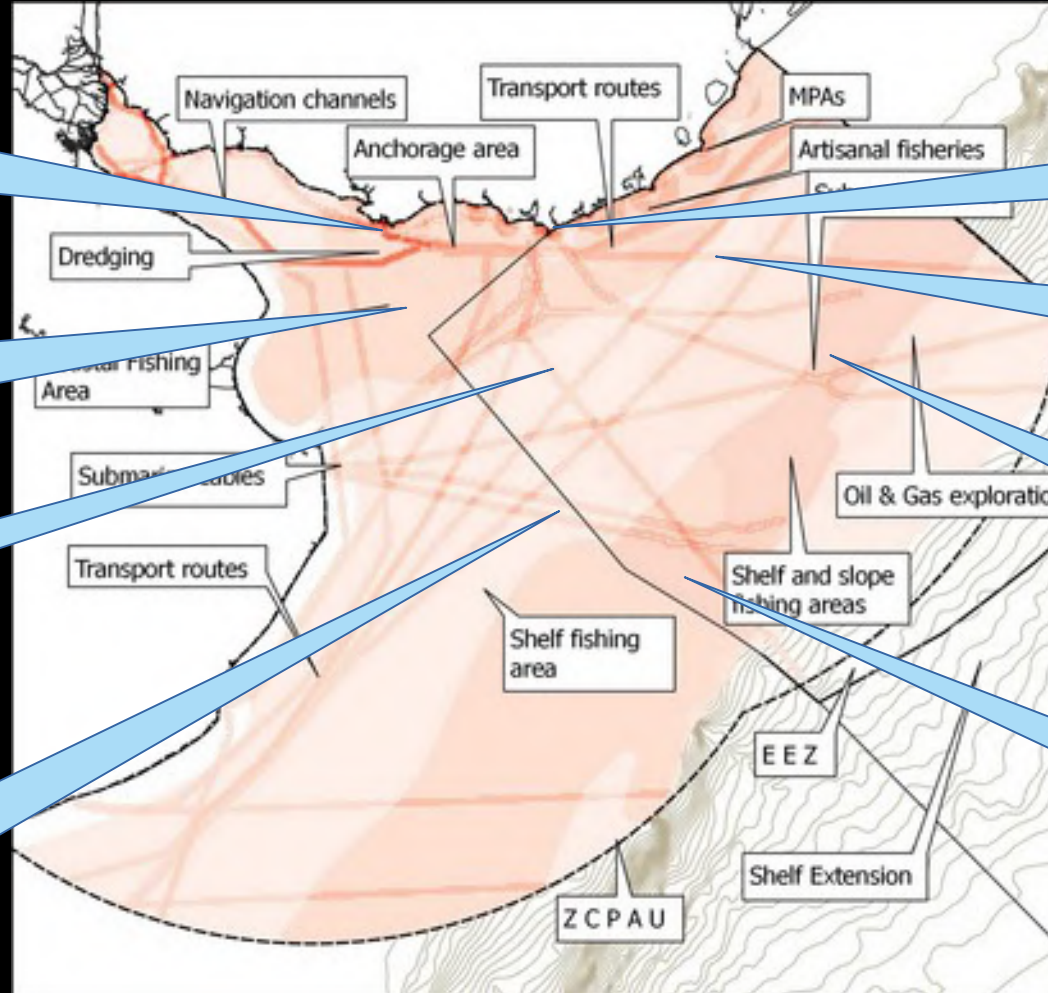 Navigation channels
Transport routes
MPAs
Anchorage area
Artisanal fisheries
Dredging
Fishing
Area
Oil & Gas
Transport routes
Shelf and slope
fishing areas
Shelf fishing
area
E E Z
Shelf Extension
Z C P A U